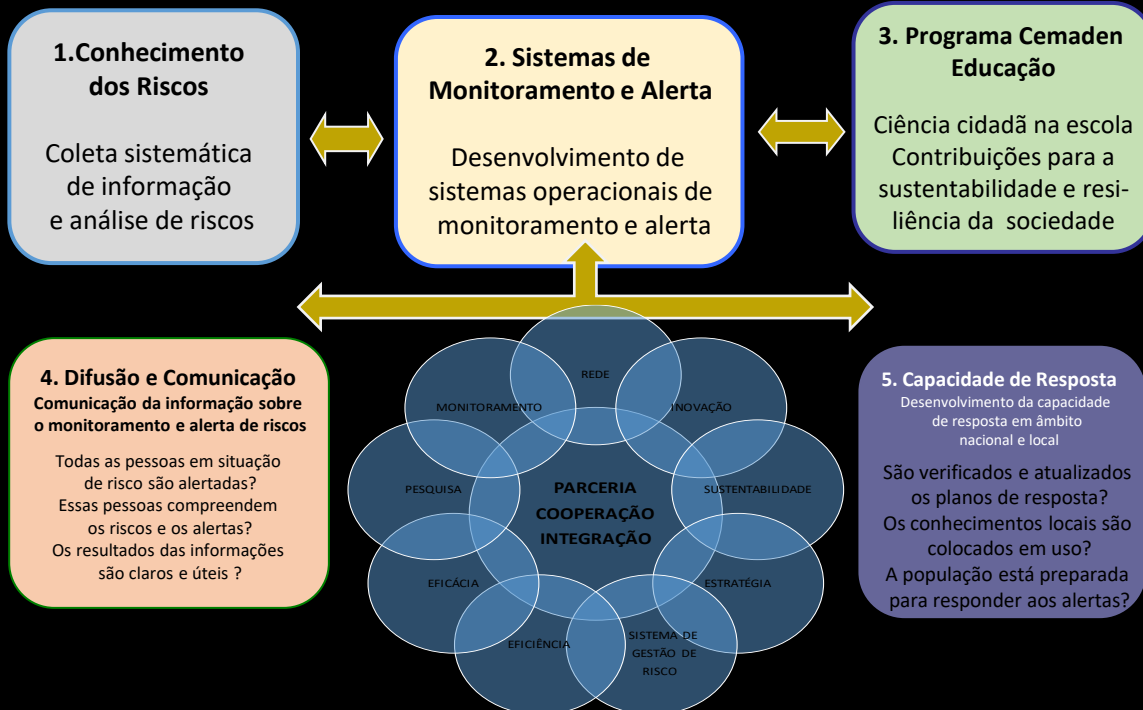 1.Conhecimento
dos Riscos
Coleta sistemática
de informação
e análise de riscos
2. Sistemas de
Monitoramento e Alerta
Desenvolvimento de
sistemas operacionais de
monitoramento e alerta
3. Programa Cemaden
Educação
Ciência cidadã na escola
Contribuições para a
sustentabilidade e resi-
liência da sociedade
4. Difusão e Comunicação
Comunicação da informação sobre
o monitoramento e alerta de riscos
Todas as pessoas em situação
de risco são alertadas?
Essas pessoas compreendem
os riscos e os alertas?
Os resultados das informações
são claros e úteis ?
REDE
MONITORAMENTO
INOVAÇÃO
PESQUISA
SUSTENTABILIDADE
PARCERIA
COOPERAÇÃO
INTEGRAÇÃO
EFICÁCIA
ESTRATÉGIA
EFICIÊNCIA
SISTEMA DE
GESTÃO DE
RISCO
5. Capacidade de Resposta
Desenvolvimento da capacidade
de resposta em âmbito
nacional e local
São verificados e atualizados
os planos de resposta?
Os conhecimentos locais são
colocados em uso?
A população está preparada
para responder aos alertas?